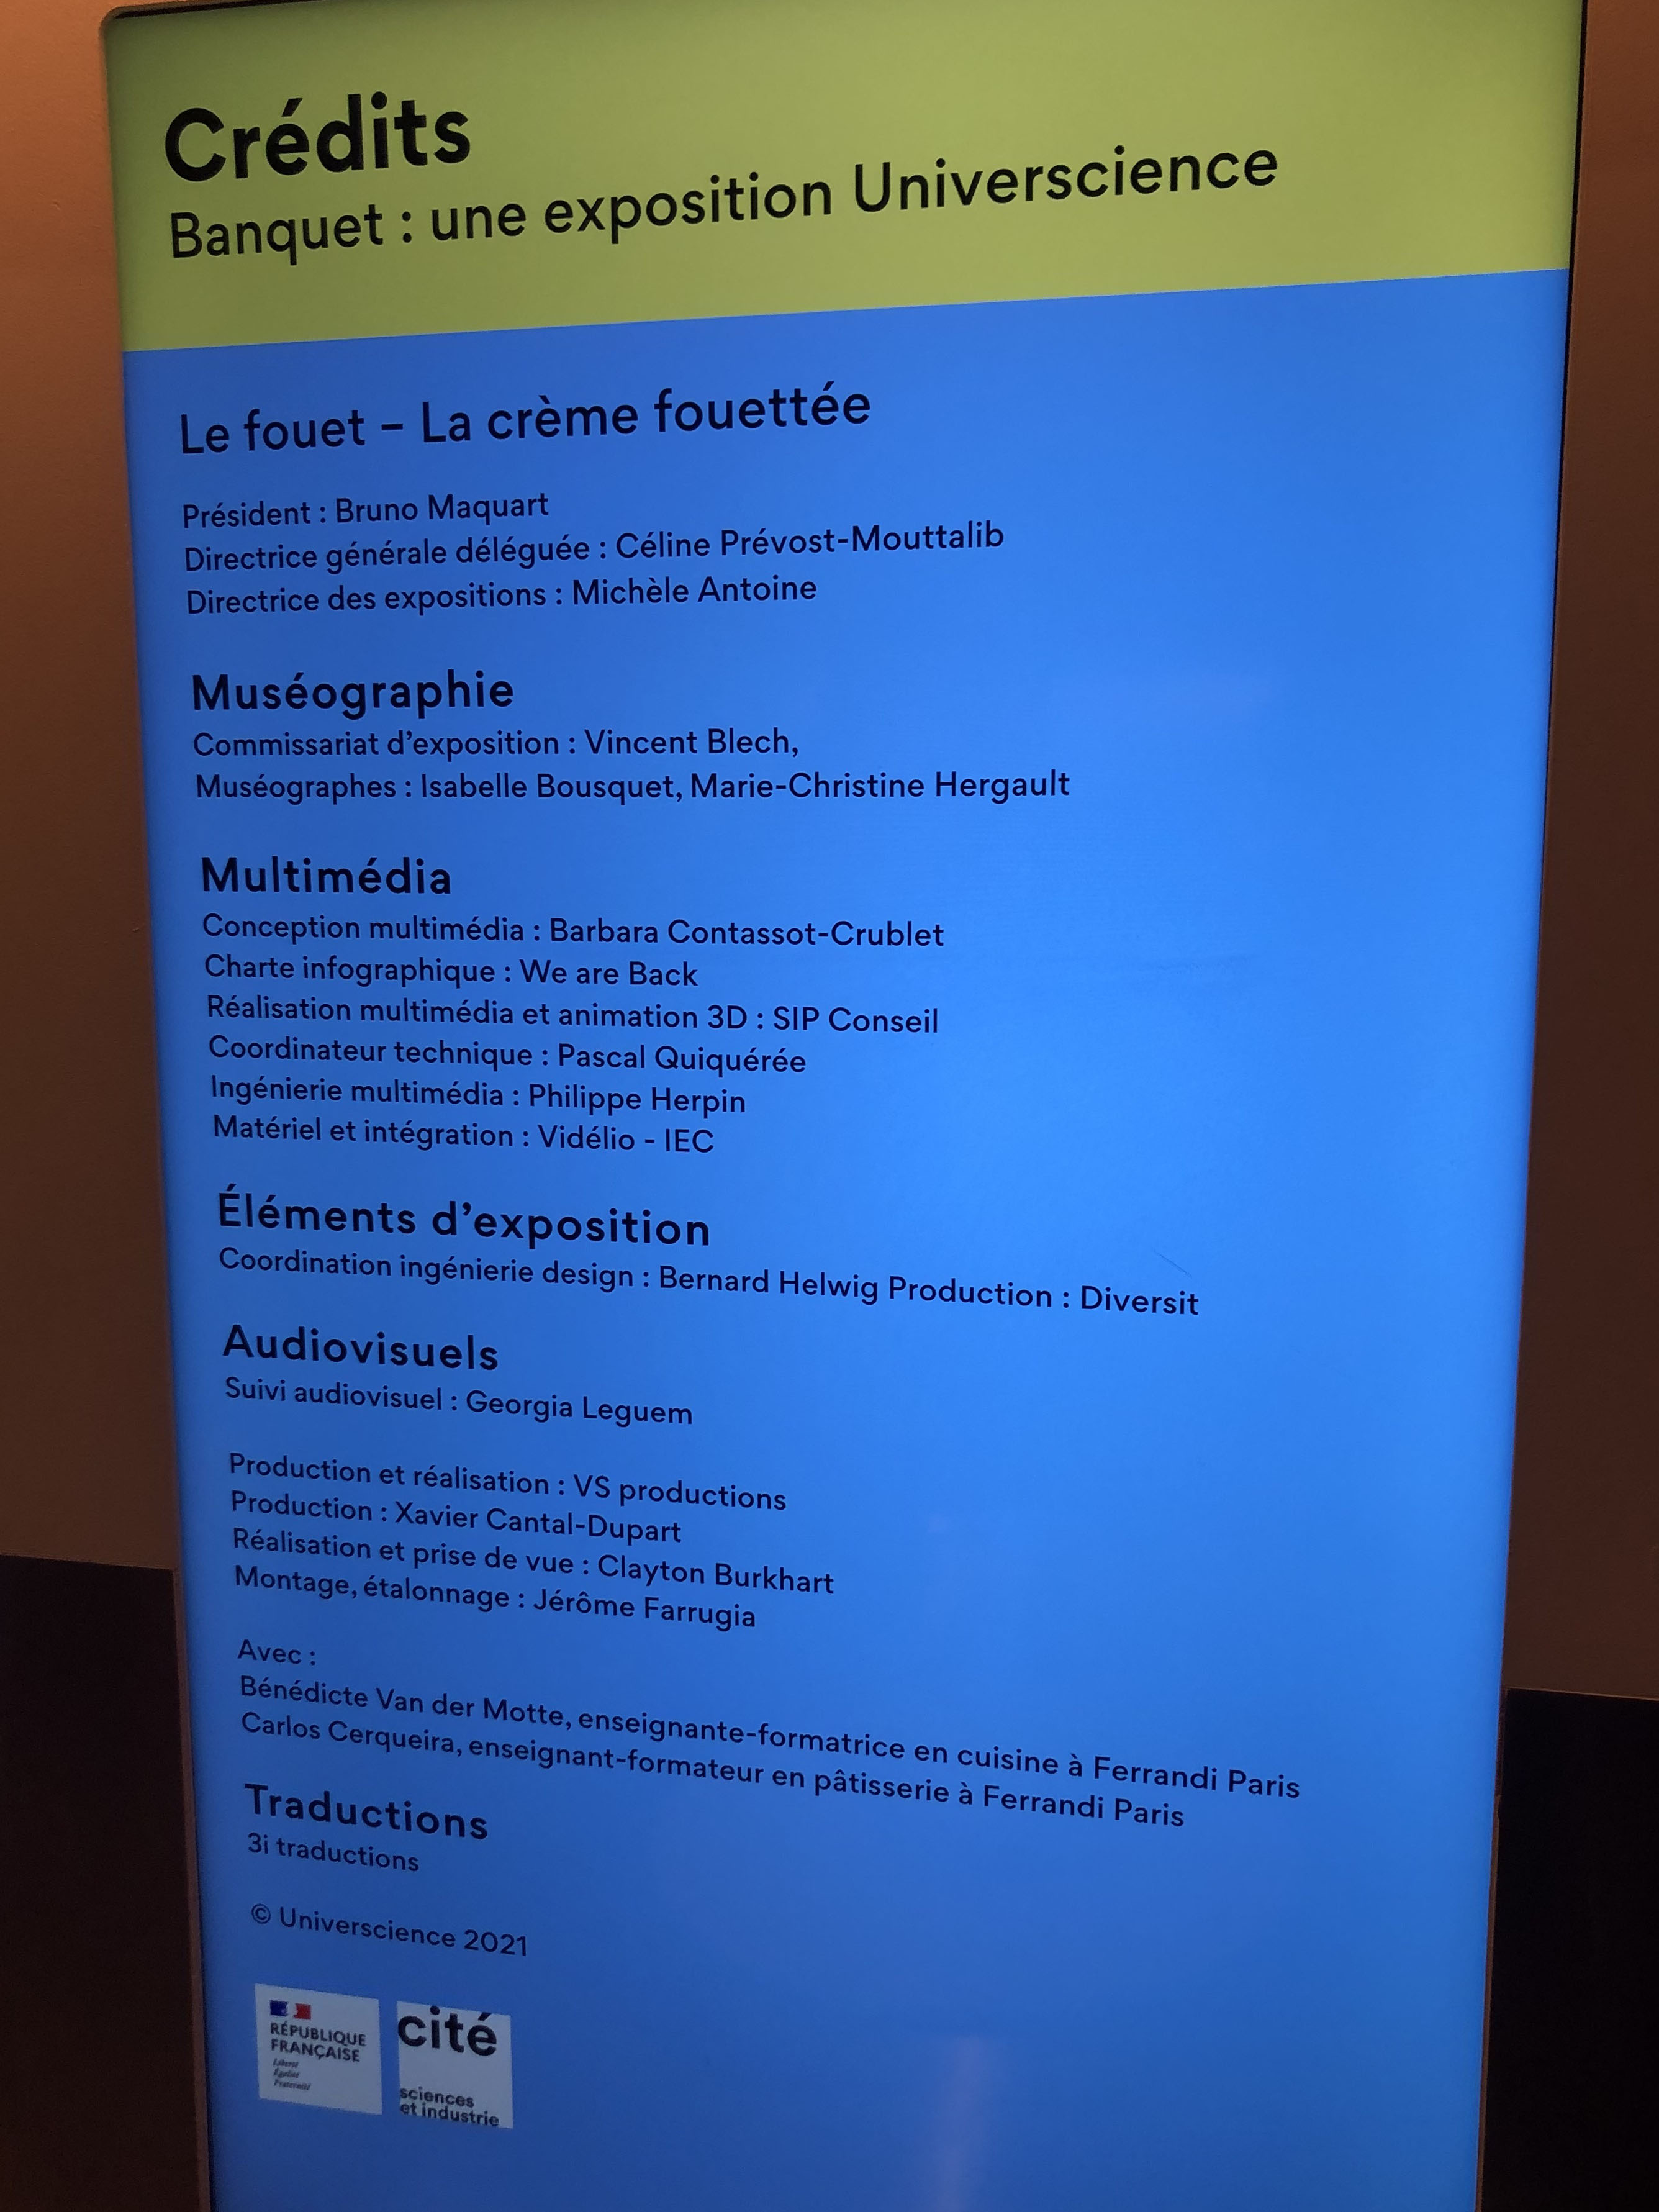 Crédits
Banquet : une exposition Universcience
Le fouet – La crème fouettée
Président : Bruno Maquart
Directrice générale déléguée : Céline Prévost-Mouttalib
Directrice des expositions : Michèle Antoine
Muséographie
Commissariat d’exposition : Vincent Blech,
Muséographes : Isabelle Bousquet, Marie-Christine Hergault
Multimédia
Conception multimédia : Barbara Contassot-Crublet
Charte infographique : We are Back
Réalisation multimédia et animation 3D : SIP Conseil
Coordinateur technique : Pascal Quiquérée
Ingénierie multimédia : Philippe Herpin
Matériel et intégration : Vidélio - IEC
Éléments d’exposition
Coordination ingénierie design : Bernard Helwig Production : Diversit
Audiovisuels
Suivi audiovisuel : Georgia Leguem
Production et réalisation : VS productions
Production : Xavier Cantal-Dupart
Réalisation et prise de vue : Clayton Burkhart
Montage, étalonnage : Jérôme Farrugia
Avec :
Bénédicte Van der Motte, enseignante-formatrice en cuisine à Ferrandi Paris
Carlos Cerqueira, enseignant-formateur en pâtisserie à Ferrandi Paris
Traductions
3i traductions
© Universcience 2021
RÉPUBLIQUE
FRANÇAISE
Liberté
Égalité
Fraternité
cité
sciences
et industrie